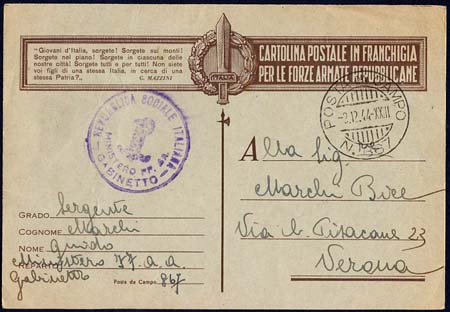 "Giovani d'Italia, sorgete! Sorgete sui monti!
Sorgete nel piano! Sorgete in ciascuna delle
nostre città! Sorgete tutti e per tutti! Non siete
voi figli di una stessa Italia, in cerca di una
stessa Patria?.. G. MAZZINI
ITALIA
CARTOLINA POSTALE IN FRANCHIGIA
PER LE FORZE ARMATE REPUBBLICANE
REPUBBLICA SOCIALE ITALIANA
MINISTERO FF. AA.
GABINETTO
POSTA DA CAMPO
12.44-XXIII
N. 867
Alla Sig
Marchi Bice
Via C. Pisacane 23
Verona
GRADO Sergente
COGNOME Marchi
NOME Guido
REPARTO Ministero FF. A. A.
Gabinetto Posta da Campo 867